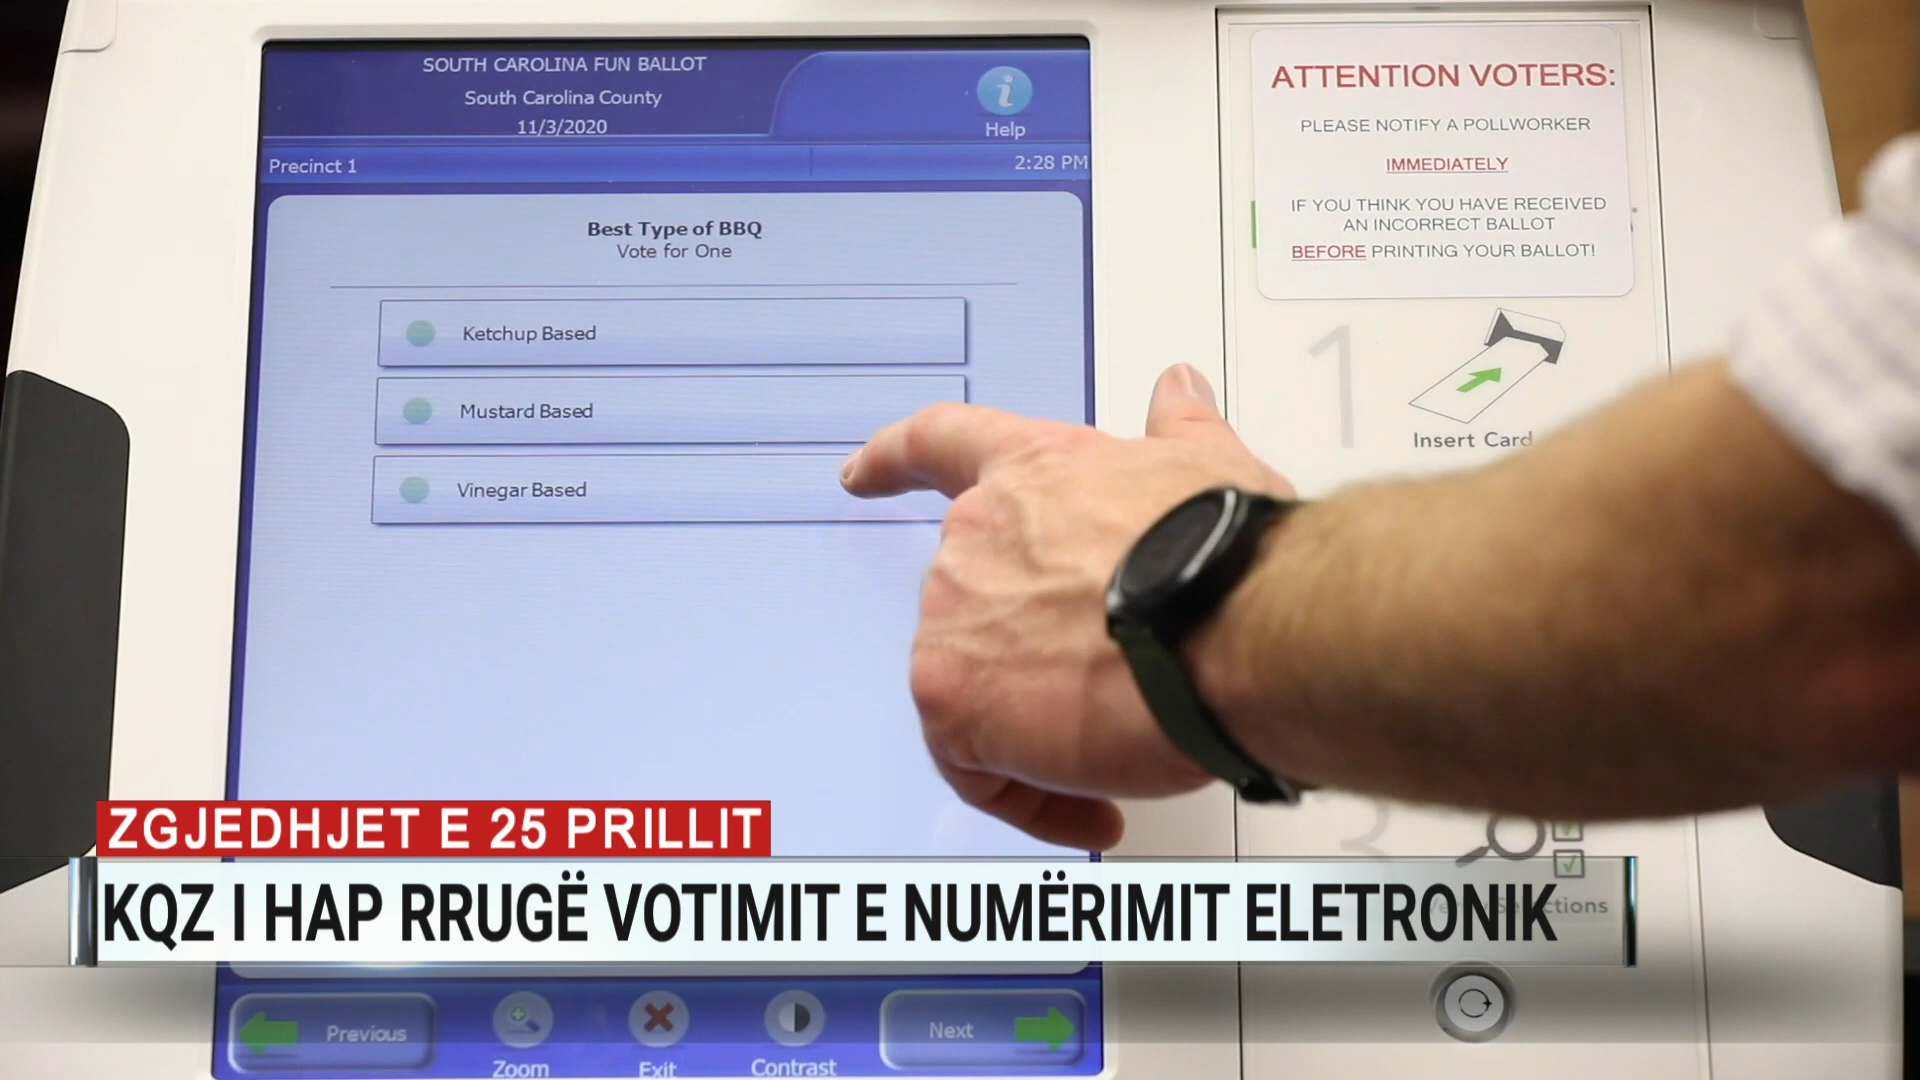 SOUTH CAROLINA FUN BALLOT
South Carolina County
11/3/2020
Help
Precinct 1
2:28 PM
Best Type of BBQ
Vote for One
Ketchup Based
Mustard Based
Vinegar Based
Previous
Zoom
Exit
Contrast
Next
ATTENTION VOTERS:
PLEASE NOTIFY A POLLWORKER
IMMEDIATELY
IF YOU THINK YOU HAVE RECEIVED
AN INCORRECT BALLOT
BEFORE PRINTING YOUR BALLOT!
1
Insert Card
3
ZGJEDHJET E 25 PRILLIT
KQZ I HAP RRUGË VOTIMIT E NUMËRIMIT ELETRONIK